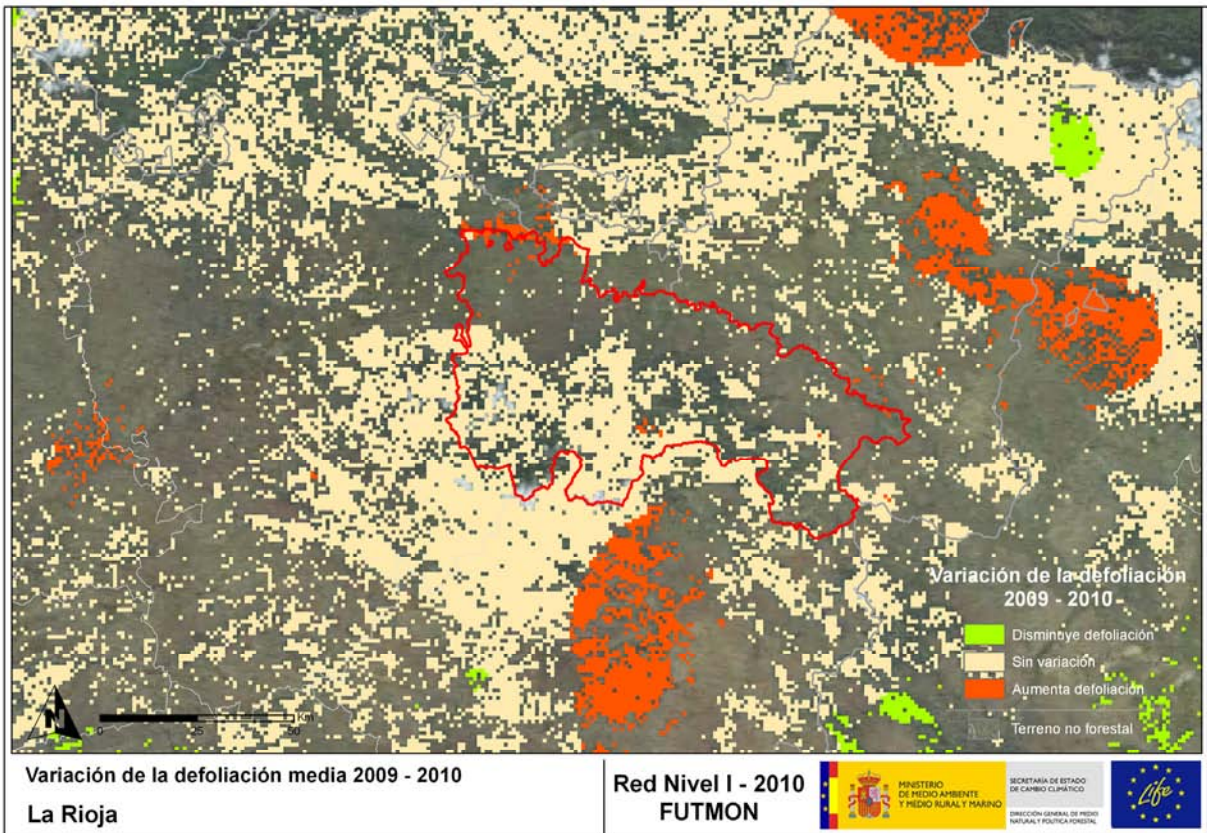 Variación de la defoliación
2009 - 2010
Disminuye defoliación
Sin variación
Aumenta defoliación
Terreno no forestal
N
0 25 50 Km
Variación de la defoliación media 2009 - 2010
La Rioja
Red Nivel I - 2010
FUTMON
MINISTERIO
DE MEDIO AMBIENTE
Y MEDIO RURAL Y MARINO
SECRETARÍA DE ESTADO
DE CAMBIO CLIMÁTICO
DIRECCIÓN GENERAL DE MEDIO
NATURAL Y POLÍTICA FORESTAL
Life